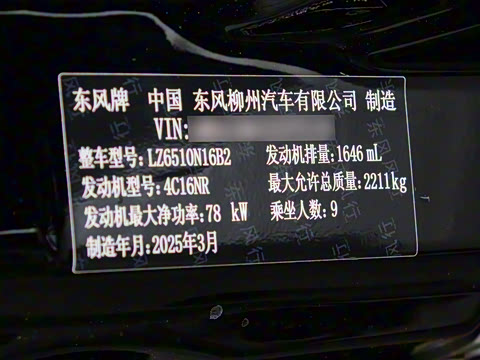 东风牌 中国 东风柳州汽车有限公司 制造
VIN:
整车型号:LZ6510N16B2 发动机排量:1646 mL
发动机型号:4C16NR 最大允许总质量:2211kg
发动机最大净功率:78 kW 乘坐人数:9
制造年月:2025年3月